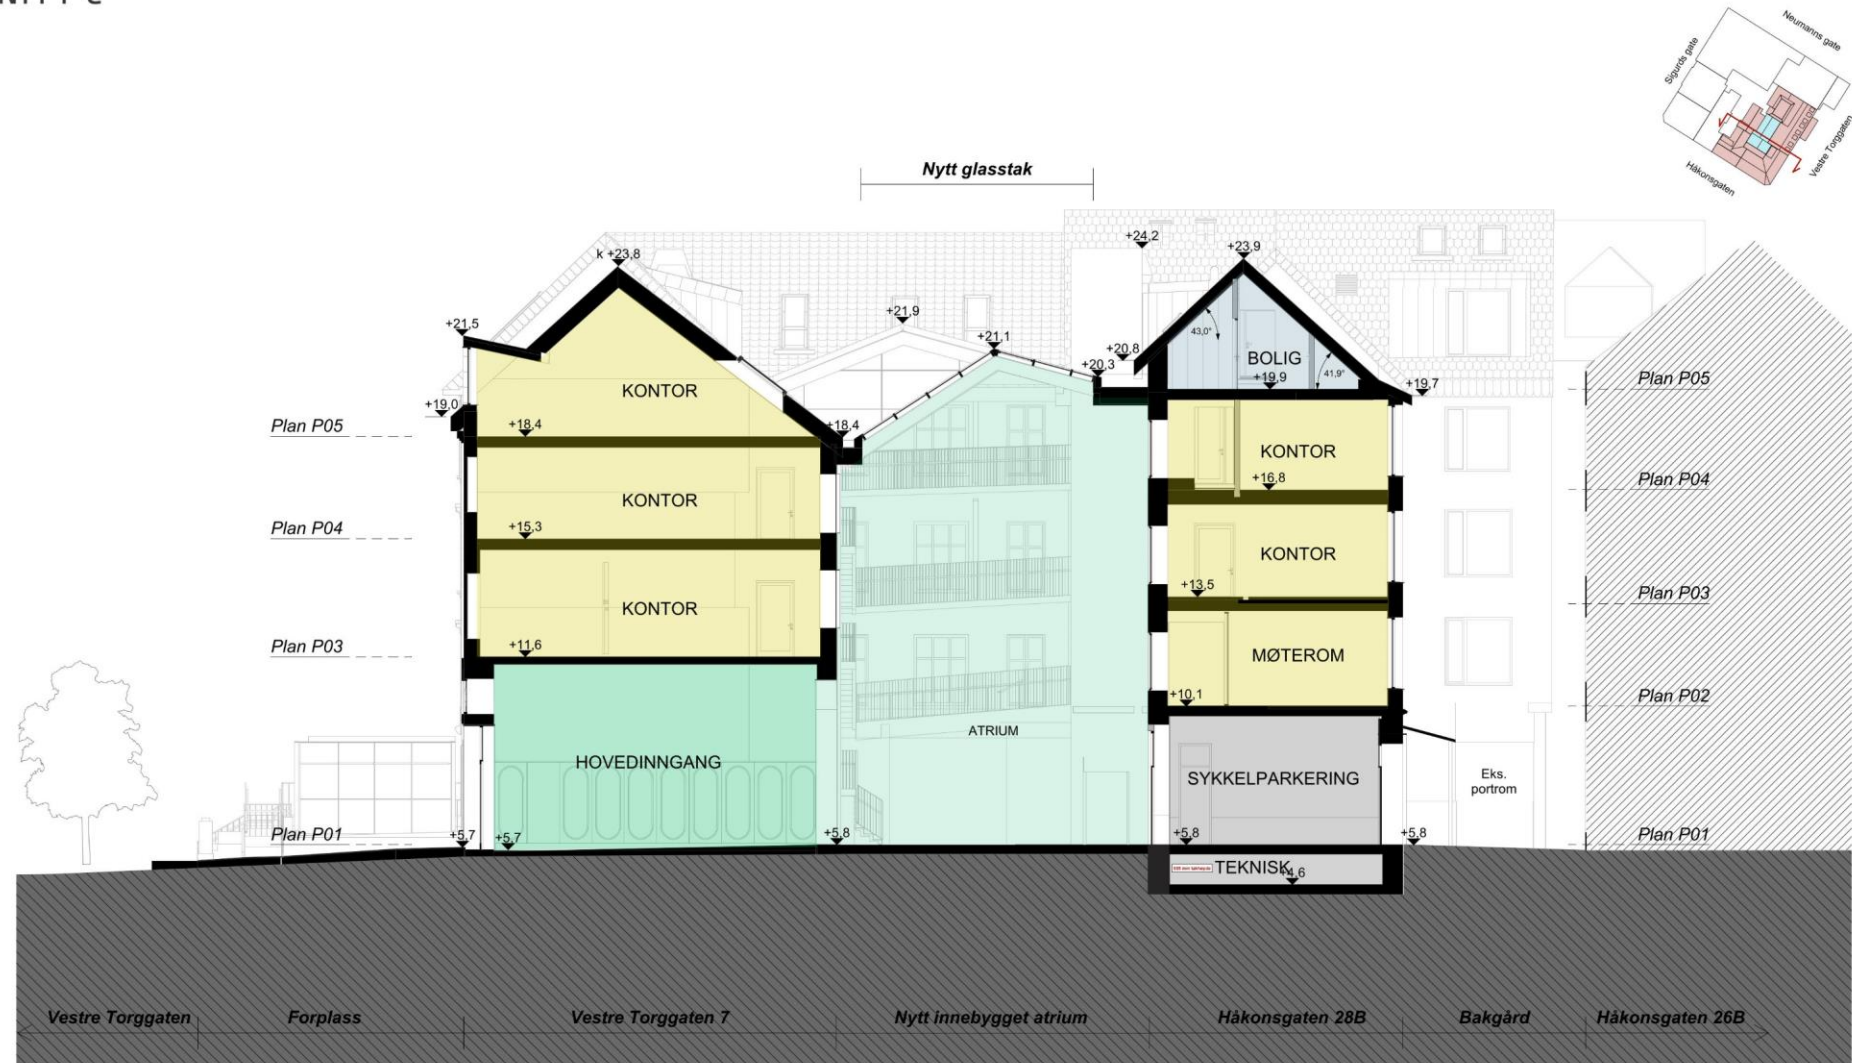 Neumanns gate
Sigurds gate
Vestre Torggaten
Håkonsgaten
Nytt glasstak
+24,2
k +23,8
+23,9
+21,9
+21,5
+21,1
43,0°
+20,8
BOLIG
+20,3
41,9°
+19,9
+19,7
Plan P05
KONTOR
+19,0
Plan P05
+18,4
+18,4
KONTOR
+16,8
Plan P04
KONTOR
Plan P04
+15,3
KONTOR
+13,5
Plan P03
KONTOR
Plan P03
+11,6
MØTEROM
+10,1
Plan P02
ATRIUM
HOVEDINNGANG
SYKKELPARKERING
Eks.
portrom
Plan P01
+5,7
+5,7
+5,8
+5,8
+5,8
Plan P01
TEKNISK
+4,6
Vestre Torggaten
Forplass
Vestre Torggaten 7
Nytt innebygget atrium
Håkonsgaten 28B
Bakgård
Håkonsgaten 26B